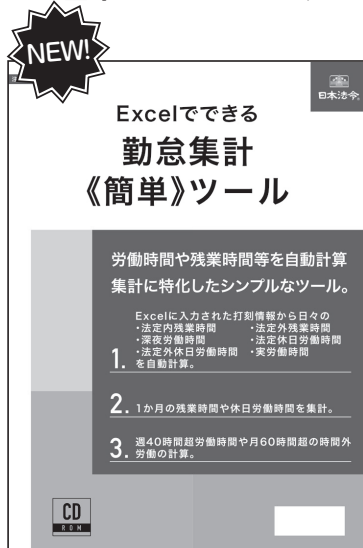 NEW!
日本法令
Excelでできる
勤怠集計
《簡単》ツール
労働時間や残業時間等を自動計算
集計に特化したシンプルなツール。
1. Excelに入力された打刻情報から日々の
・法定内残業時間 ・法定外残業時間
・深夜労働時間 ・法定休日労働時間
・法定外休日労働時間 ・実労働時間
を自動計算。
2. 1か月の残業時間や休日労働時間を集計。
3. 週40時間超労働時間や月60時間超の時間外
労働の計算。
CD
ROM